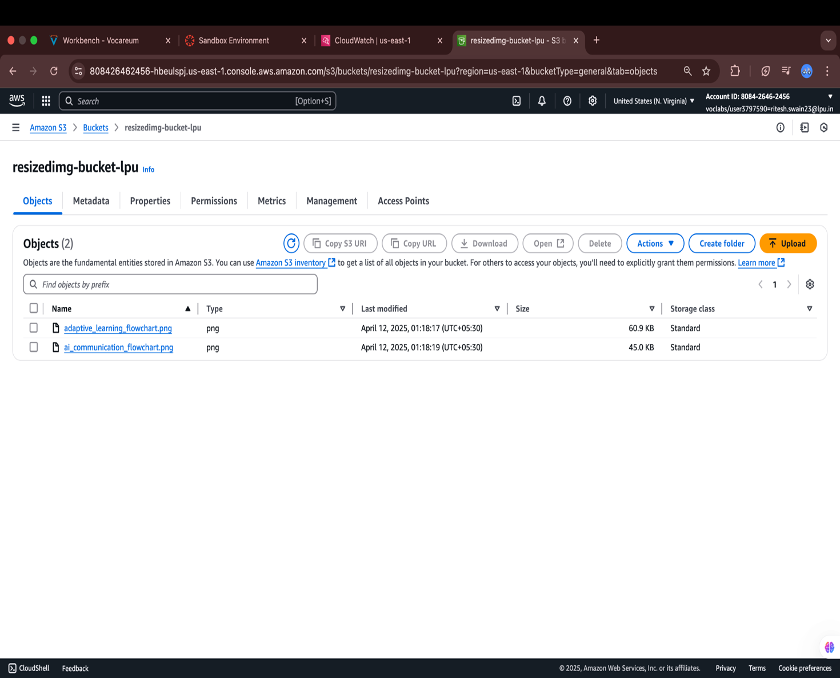 Workbench - Vocareum
Sandbox Environment
CloudWatch | us-east-1
resizedimg-bucket-lpu - S3 b
808426462456-hbeulspj.us-east-1.console.aws.amazon.com/s3/buckets/resizedimg-bucket-lpu?region=us-east-1&bucketType=general&tab=objects
aws
Search
[Option+S]
United States (N. Virginia)
Account ID: 8084-2646-2456
voclabs/user3797590=ritesh.swain23@lpu.in
Amazon S3
Buckets
resizedimg-bucket-lpu
resizedimg-bucket-lpu Info
Objects Metadata Properties Permissions Metrics Management Access Points
Objects (2)
Copy S3 URI Copy URL Download Open Delete Actions Create folder Upload
Objects are the fundamental entities stored in Amazon S3. You can use Amazon S3 inventory to get a list of all objects in your bucket. For others to access your objects, you'll need to explicitly grant them permissions. Learn more
Find objects by prefix
1
Name Type Last modified Size Storage class
adaptive_learning_flowchart.png png April 12, 2025, 01:18:17 (UTC+05:30) 60.9 KB Standard
ai_communication_flowchart.png png April 12, 2025, 01:18:19 (UTC+05:30) 45.0 KB Standard
CloudShell Feedback © 2025, Amazon Web Services, Inc. or its affiliates. Privacy Terms Cookie preferences